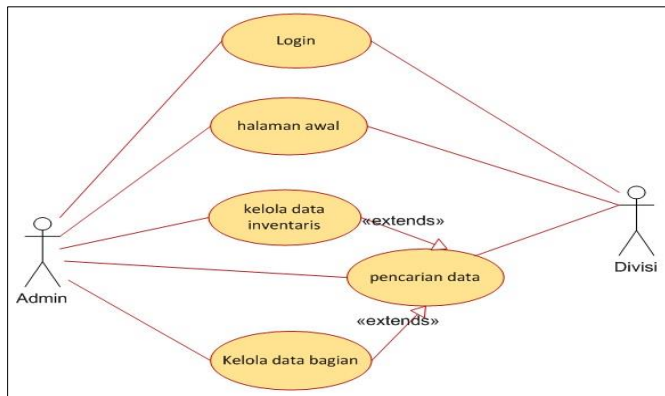 Login
halaman awal
kelola data
inventaris
«extends»
pencarian data
«extends»
Kelola data bagian
Admin
Divisi